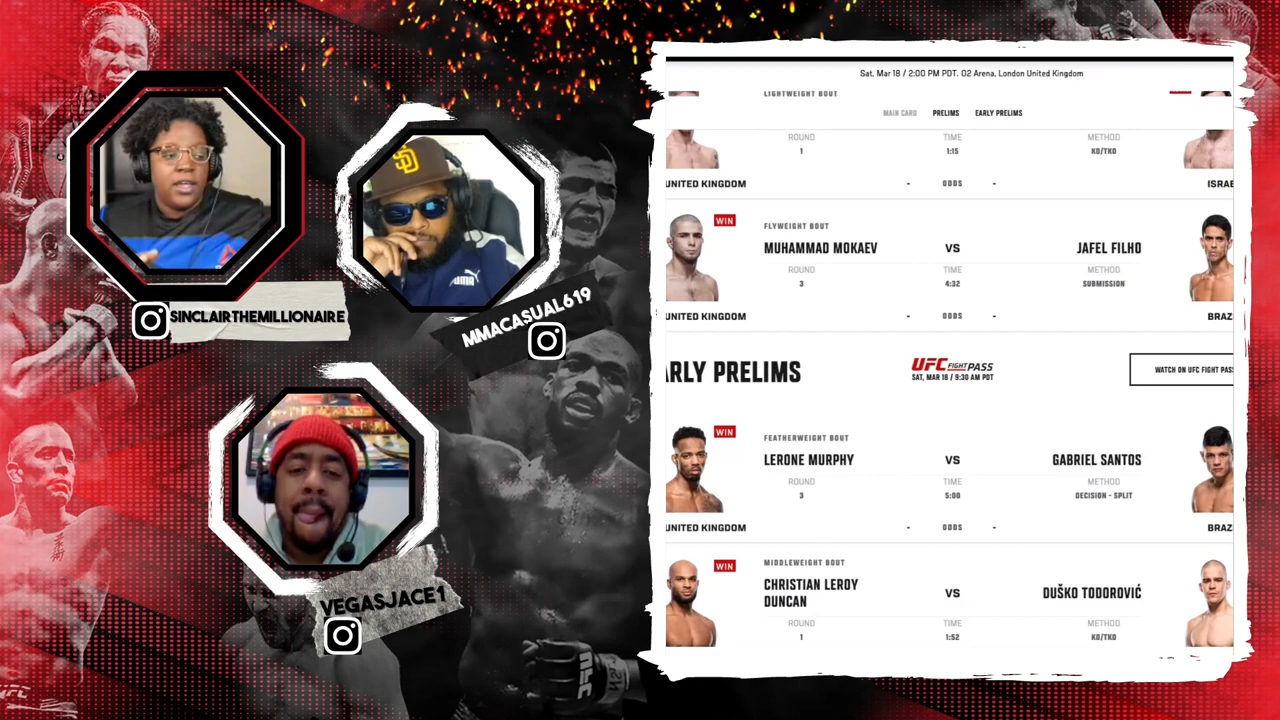 SINCLAIRTHEMILLIONAIRE
SD
PUMA
MMACASUAL619
VEGASJACE1
UFC
UFC
Sat, Mar 18 / 2:00 PM PDT. O2 Arena, London United Kingdom
LIGHTWEIGHT BOUT
MAIN CARD PRELIMS EARLY PRELIMS
ROUND TIME METHOD
1 1:15 KO/TKO
UNITED KINGDOM - ODDS - ISRAE
WIN
FLYWEIGHT BOUT
MUHAMMAD MOKAEV VS JAFEL FILHO
ROUND TIME METHOD
3 4:32 SUBMISSION
UNITED KINGDOM - ODDS - BRAZ
ARLY PRELIMS
UFC FIGHT PASS
SAT, MAR 18 / 9:30 AM PDT
WATCH ON UFC FIGHT PASS
WIN
FEATHERWEIGHT BOUT
LERONE MURPHY VS GABRIEL SANTOS
ROUND TIME METHOD
3 5:00 DECISION - SPLIT
UNITED KINGDOM - ODDS - BRAZ
WIN
MIDDLEWEIGHT BOUT
CHRISTIAN LEROY
DUNCAN VS DUŠKO TODOROVIĆ
ROUND TIME METHOD
1 1:52 KO/TKO